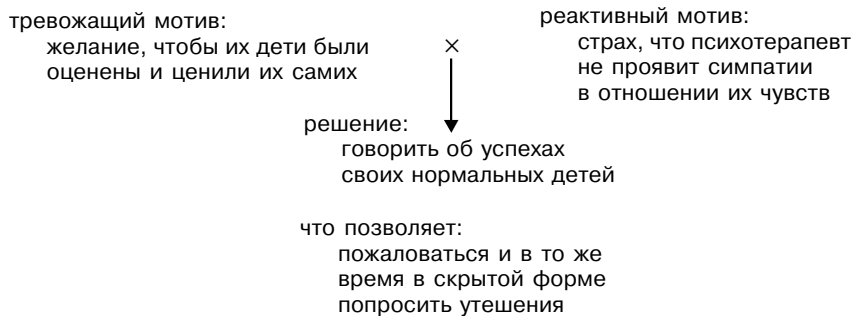 тревожащий мотив:
желание, чтобы их дети были
оценены и ценили их самих
×
реактивный мотив:
страх, что психотерапевт
не проявит симпатии
в отношении их чувств
решение:
говорить об успехах
своих нормальных детей
что позволяет:
пожаловаться и в то же
время в скрытой форме
попросить утешения